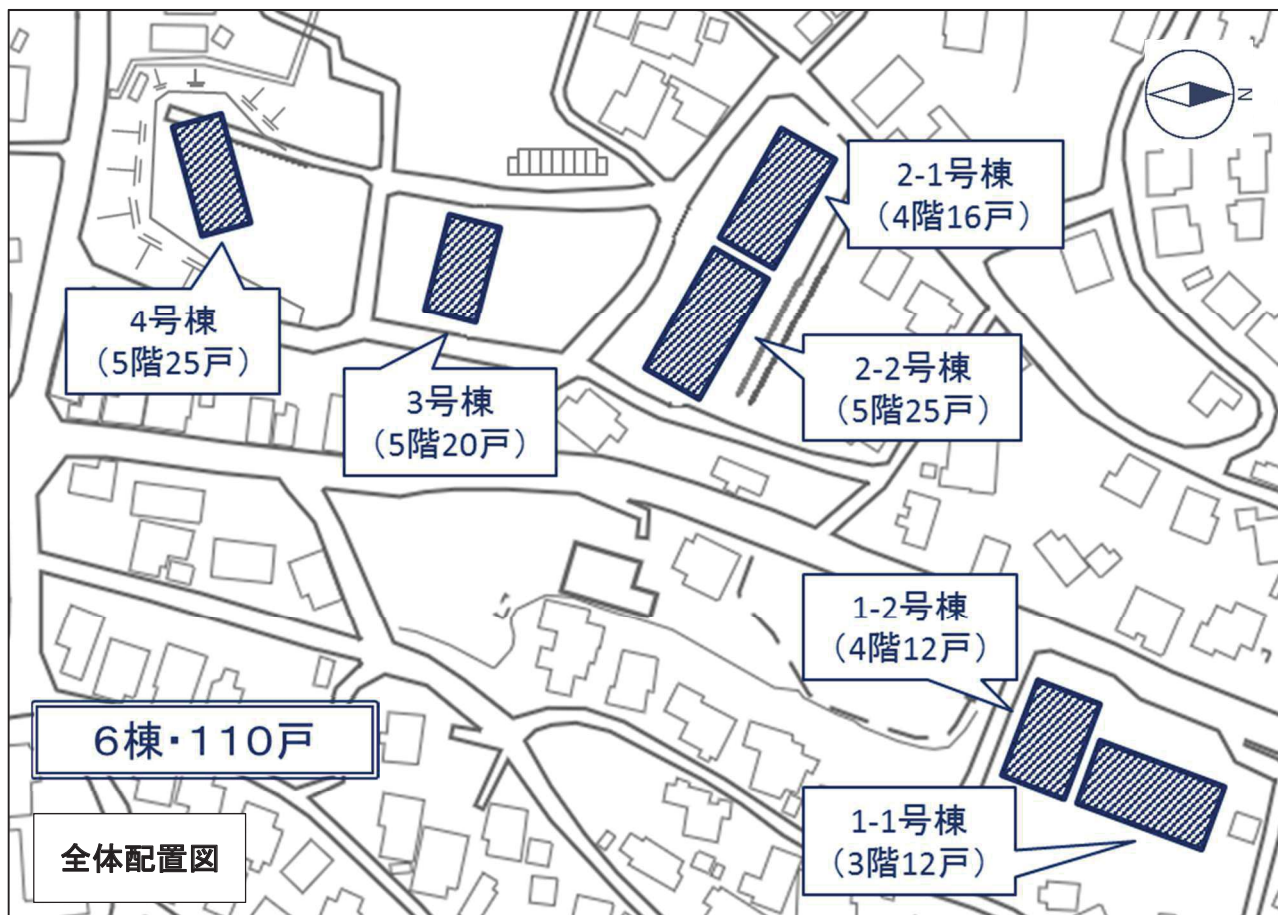 N
2-1号棟
（4階16戸）
4号棟
（5階25戸）
3号棟
（5階20戸）
2-2号棟
（5階25戸）
1-2号棟
（4階12戸）
6棟・110戸
1-1号棟
（3階12戸）
全体配置図